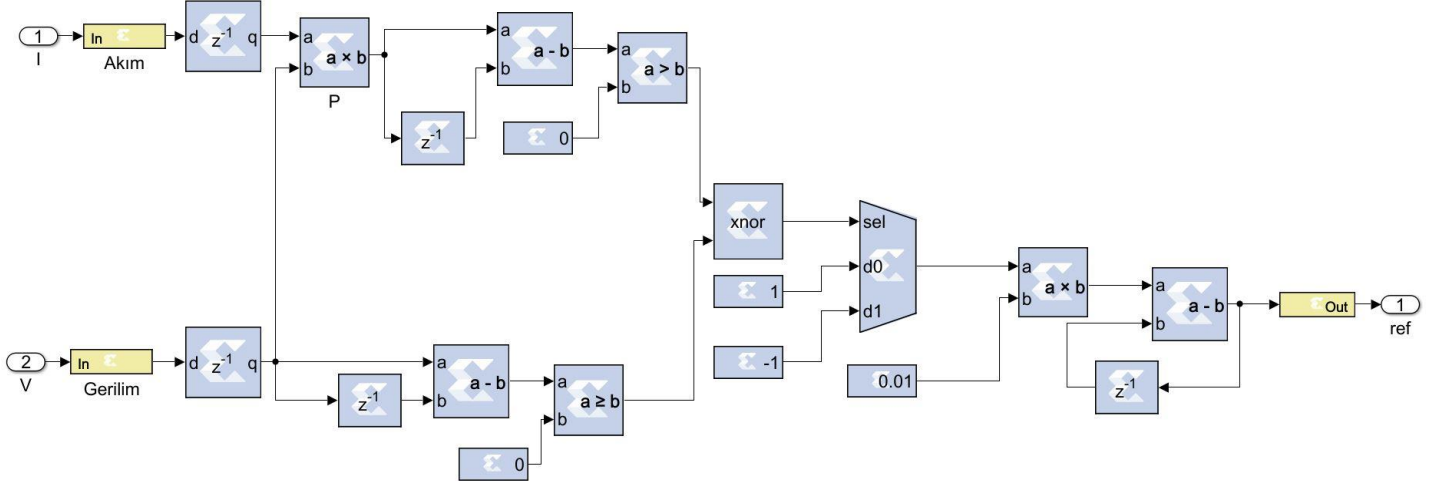 1
I
In
Akım
d z⁻¹ q
a
b
a × b
P
z⁻¹
a
b
a - b
0
a
b
a > b
2
V
In
Gerilim
d z⁻¹ q
z⁻¹
a
b
a - b
0
a
b
a ≥ b
xnor
1
-1
sel
d0
d1
0.01
a
b
a × b
a
b
a - b
z⁻¹
Out
1
ref